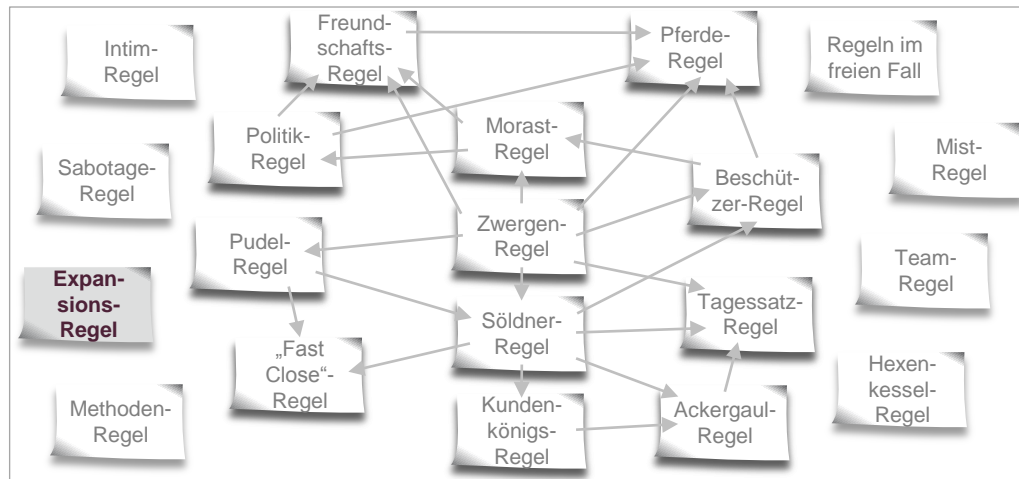 Intim-
Regel
Freund-
schafts-
Regel
Pferde-
Regel
Regeln im
freien Fall
Politik-
Regel
Morast-
Regel
Sabotage-
Regel
Beschüt-
zer-Regel
Mist-
Regel
Pudel-
Regel
Zwergen-
Regel
Team-
Regel
Expan-
sions-
Regel
Söldner-
Regel
Tagessatz-
Regel
„Fast
Close“-
Regel
Hexen-
kessel-
Regel
Methoden-
Regel
Kunden-
königs-
Regel
Ackergaul-
Regel